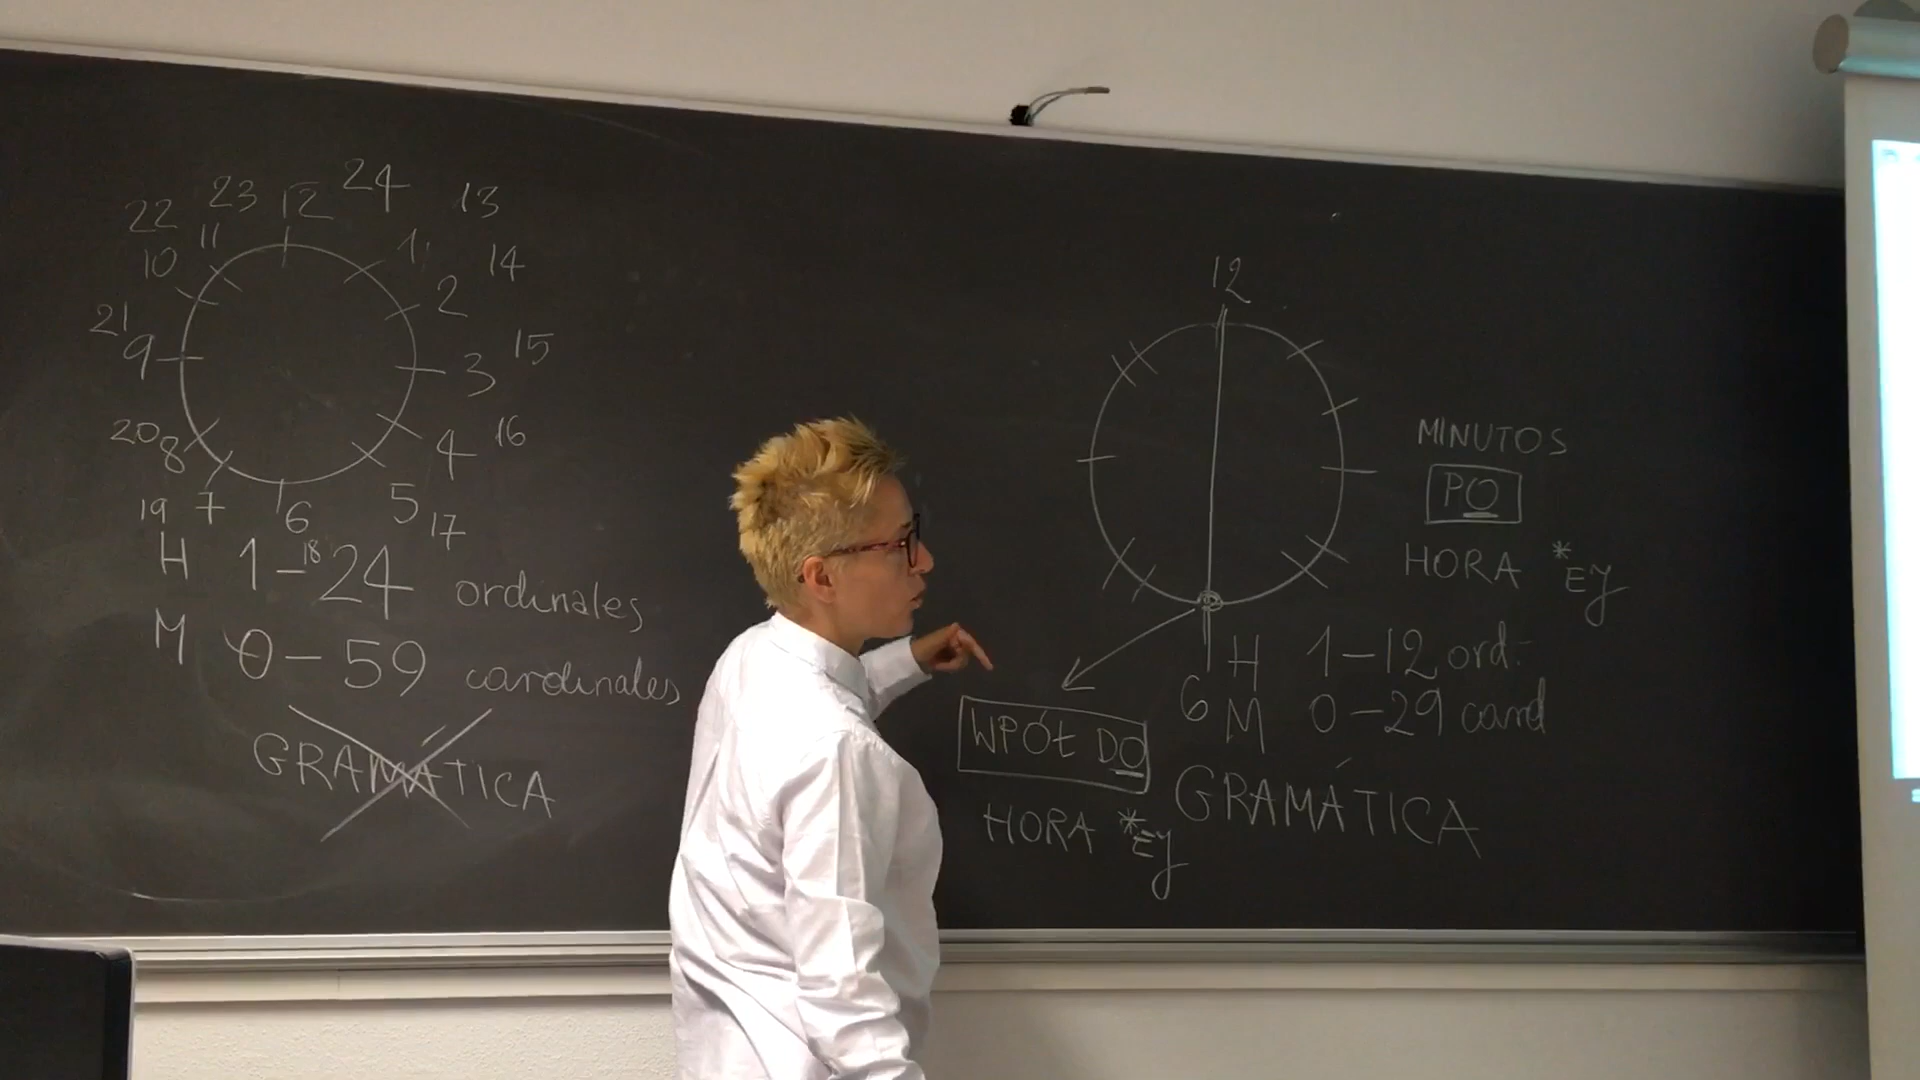 24
23
12
13
22
11
1
10
14
2
21
9
15
3
20
8
16
4
19
7
6
5
17
18
H 1-24 ordinales
M 0-59 cardinales
GRAMÁTICA
12
MINUTOS
PO
HORA *EJ
6
H 1-12 ord.
M 0-29 card
WPÓŁ DO
HORA *EJ
GRAMÁTICA